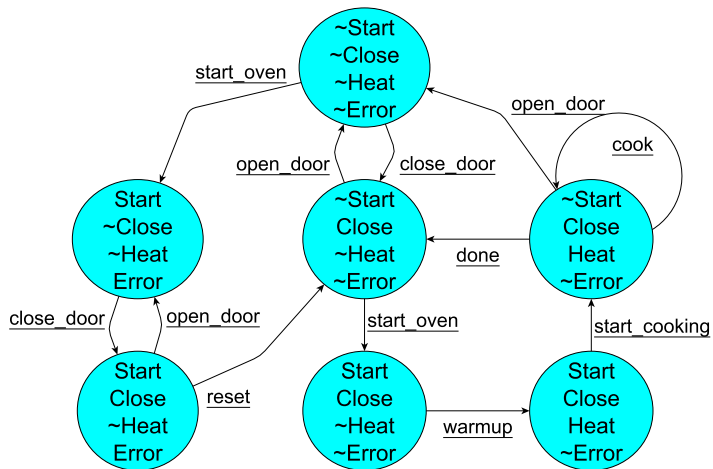 ~Start
~Close
~Heat
~Error
start_oven
open_door
cook
open_door
close_door
Start
~Close
~Heat
Error
~Start
Close
~Heat
~Error
~Start
Close
Heat
~Error
done
close_door
open_door
start_oven
start_cooking
Start
Close
~Heat
Error
reset
Start
Close
~Heat
~Error
warmup
Start
Close
Heat
~Error